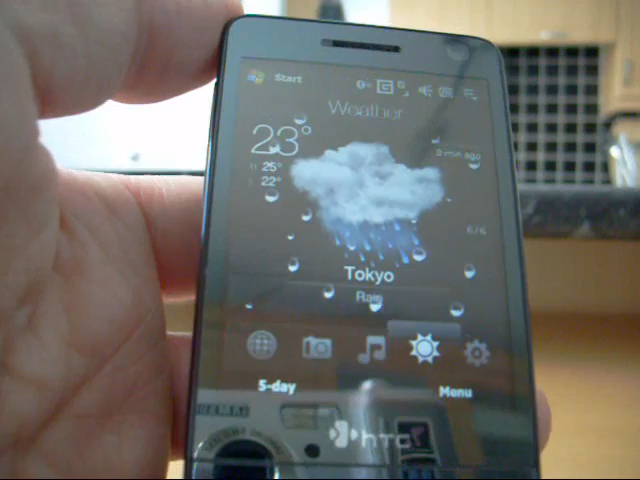 Start
Weather
23°
H 25°
L 22°
0 min ago
6/6
Tokyo
Rain
5-day
Menu
hTC